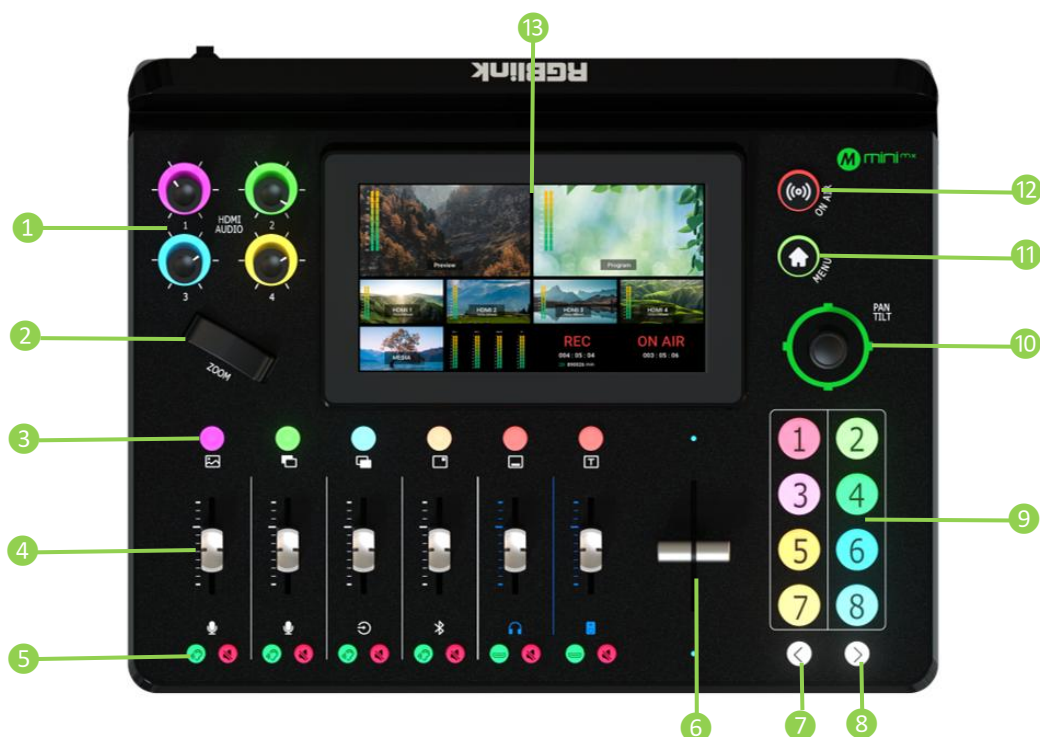 13
RGBlink
M mini mx
1
2
HDMI
AUDIO
3
4
1
2
ZOOM
Preview
Program
HDMI 1
HDMI 2
HDMI 3
HDMI 4
MEDIA
REC
004 : 05 : 04
ON AIR
003 : 05 : 06
ON AIR
12
MENU
11
PAN
TILT
10
3
T
1
2
3
4
5
6
7
8
9
4
5
6
7
8